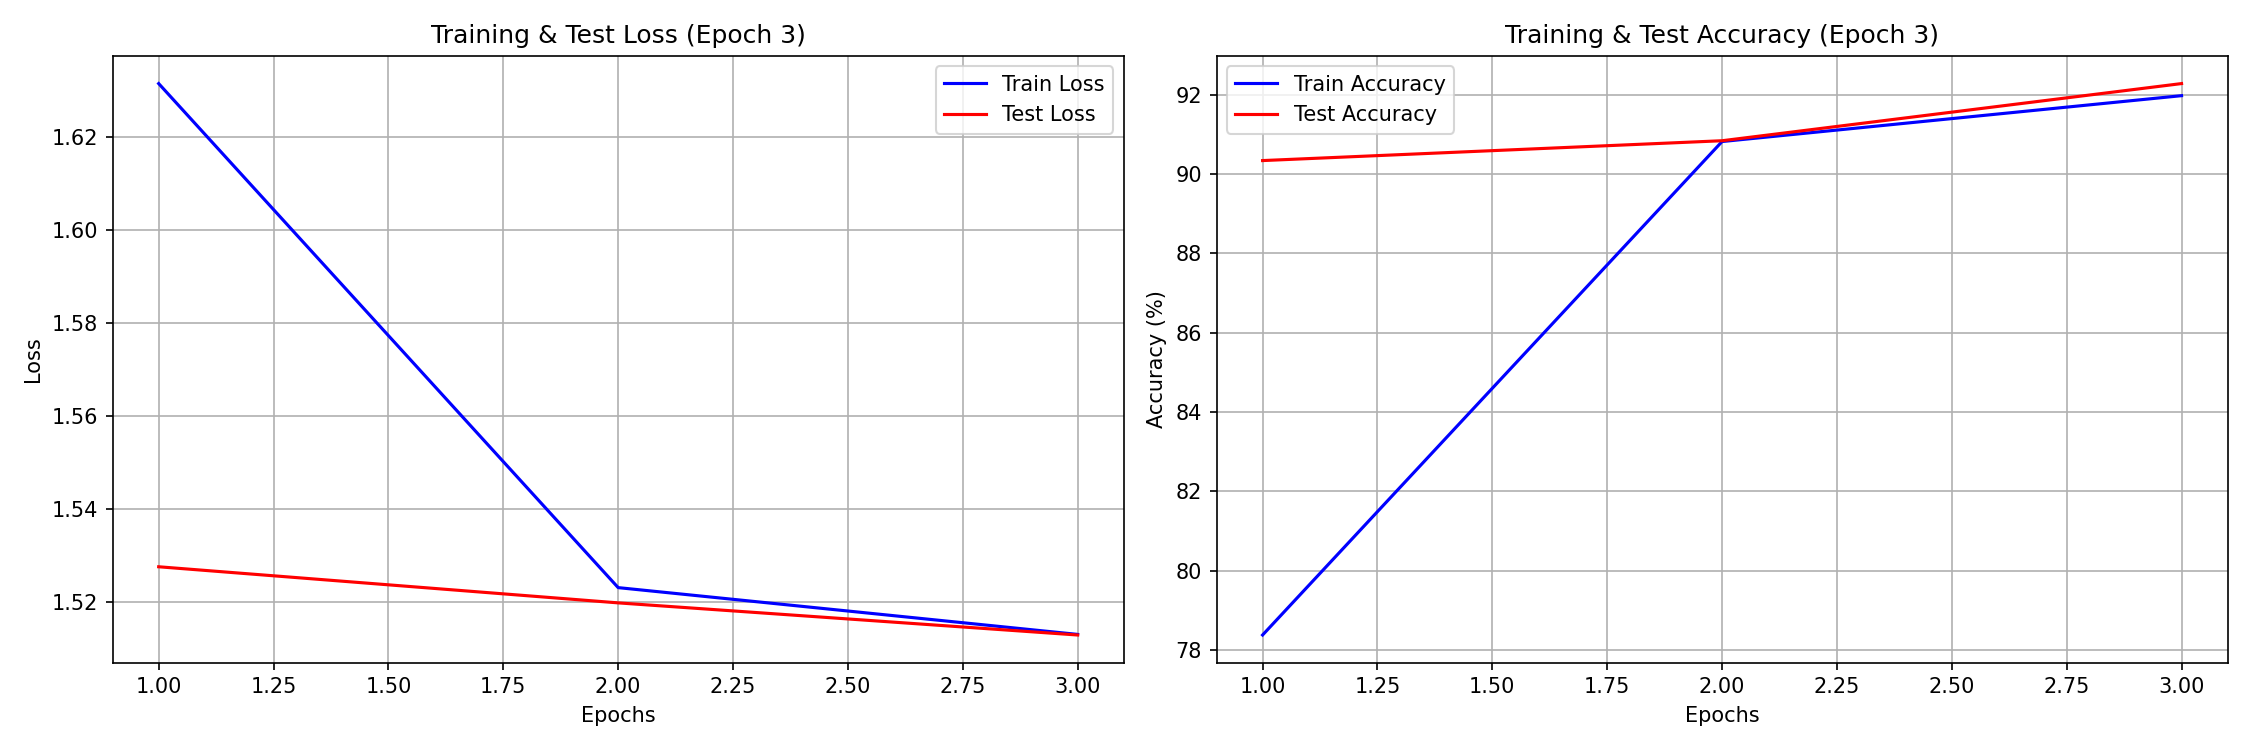 Training & Test Loss (Epoch 3)
Train Loss
Test Loss
1.62
1.60
1.58
1.56
1.54
1.52
Loss
1.00 1.25 1.50 1.75 2.00 2.25 2.50 2.75 3.00
Epochs
Training & Test Accuracy (Epoch 3)
Train Accuracy
Test Accuracy
92
90
88
86
84
82
80
78
Accuracy (%)
1.00 1.25 1.50 1.75 2.00 2.25 2.50 2.75 3.00
Epochs